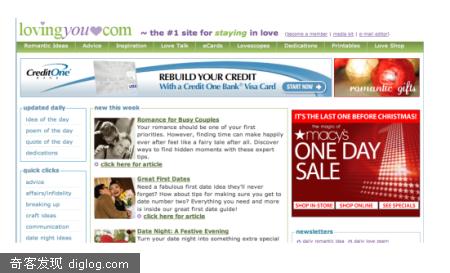 lovingyou.com
~ the #1 site for staying in love
(become a member | media kit | e-mail editor)
Romantic Ideas Advice Inspiration Love Talk eCards Lovescopes Dedications Printables Love Shop
CreditOne BANK
REBUILD YOUR CREDIT
With a Credit One Bank Visa Card
START NOW
romantic gifts
updated daily
idea of the day
poem of the day
quote of the day
dedications
quick clicks
advice
affairs/infidelity
breaking up
craft ideas
communication
date night ideas
new this week
Romance for Busy Couples
Your romance should be one of your first
priorities. However, finding time can make happily
ever after feel like a fairy tale after all. Discover
ways to find hidden moments with these expert
tips.
click here for article
Great First Dates
Need a fabulous first date idea they'll never
forget? How about tips for making sure you get to
date number two? Everything you need and more
is inside our great first date guide!
click here for article
Date Night: A Festive Evening
Turn your date night into something extra special
IT'S THE LAST ONE BEFORE CHRISTMAS!
the magic of
macy's
ONE DAY
SALE
SHOP IN-STORE SHOP ONLINE SEE SPECIALS
newsletters
daily romantic idea daily love poem
奇客发现 diglog.com